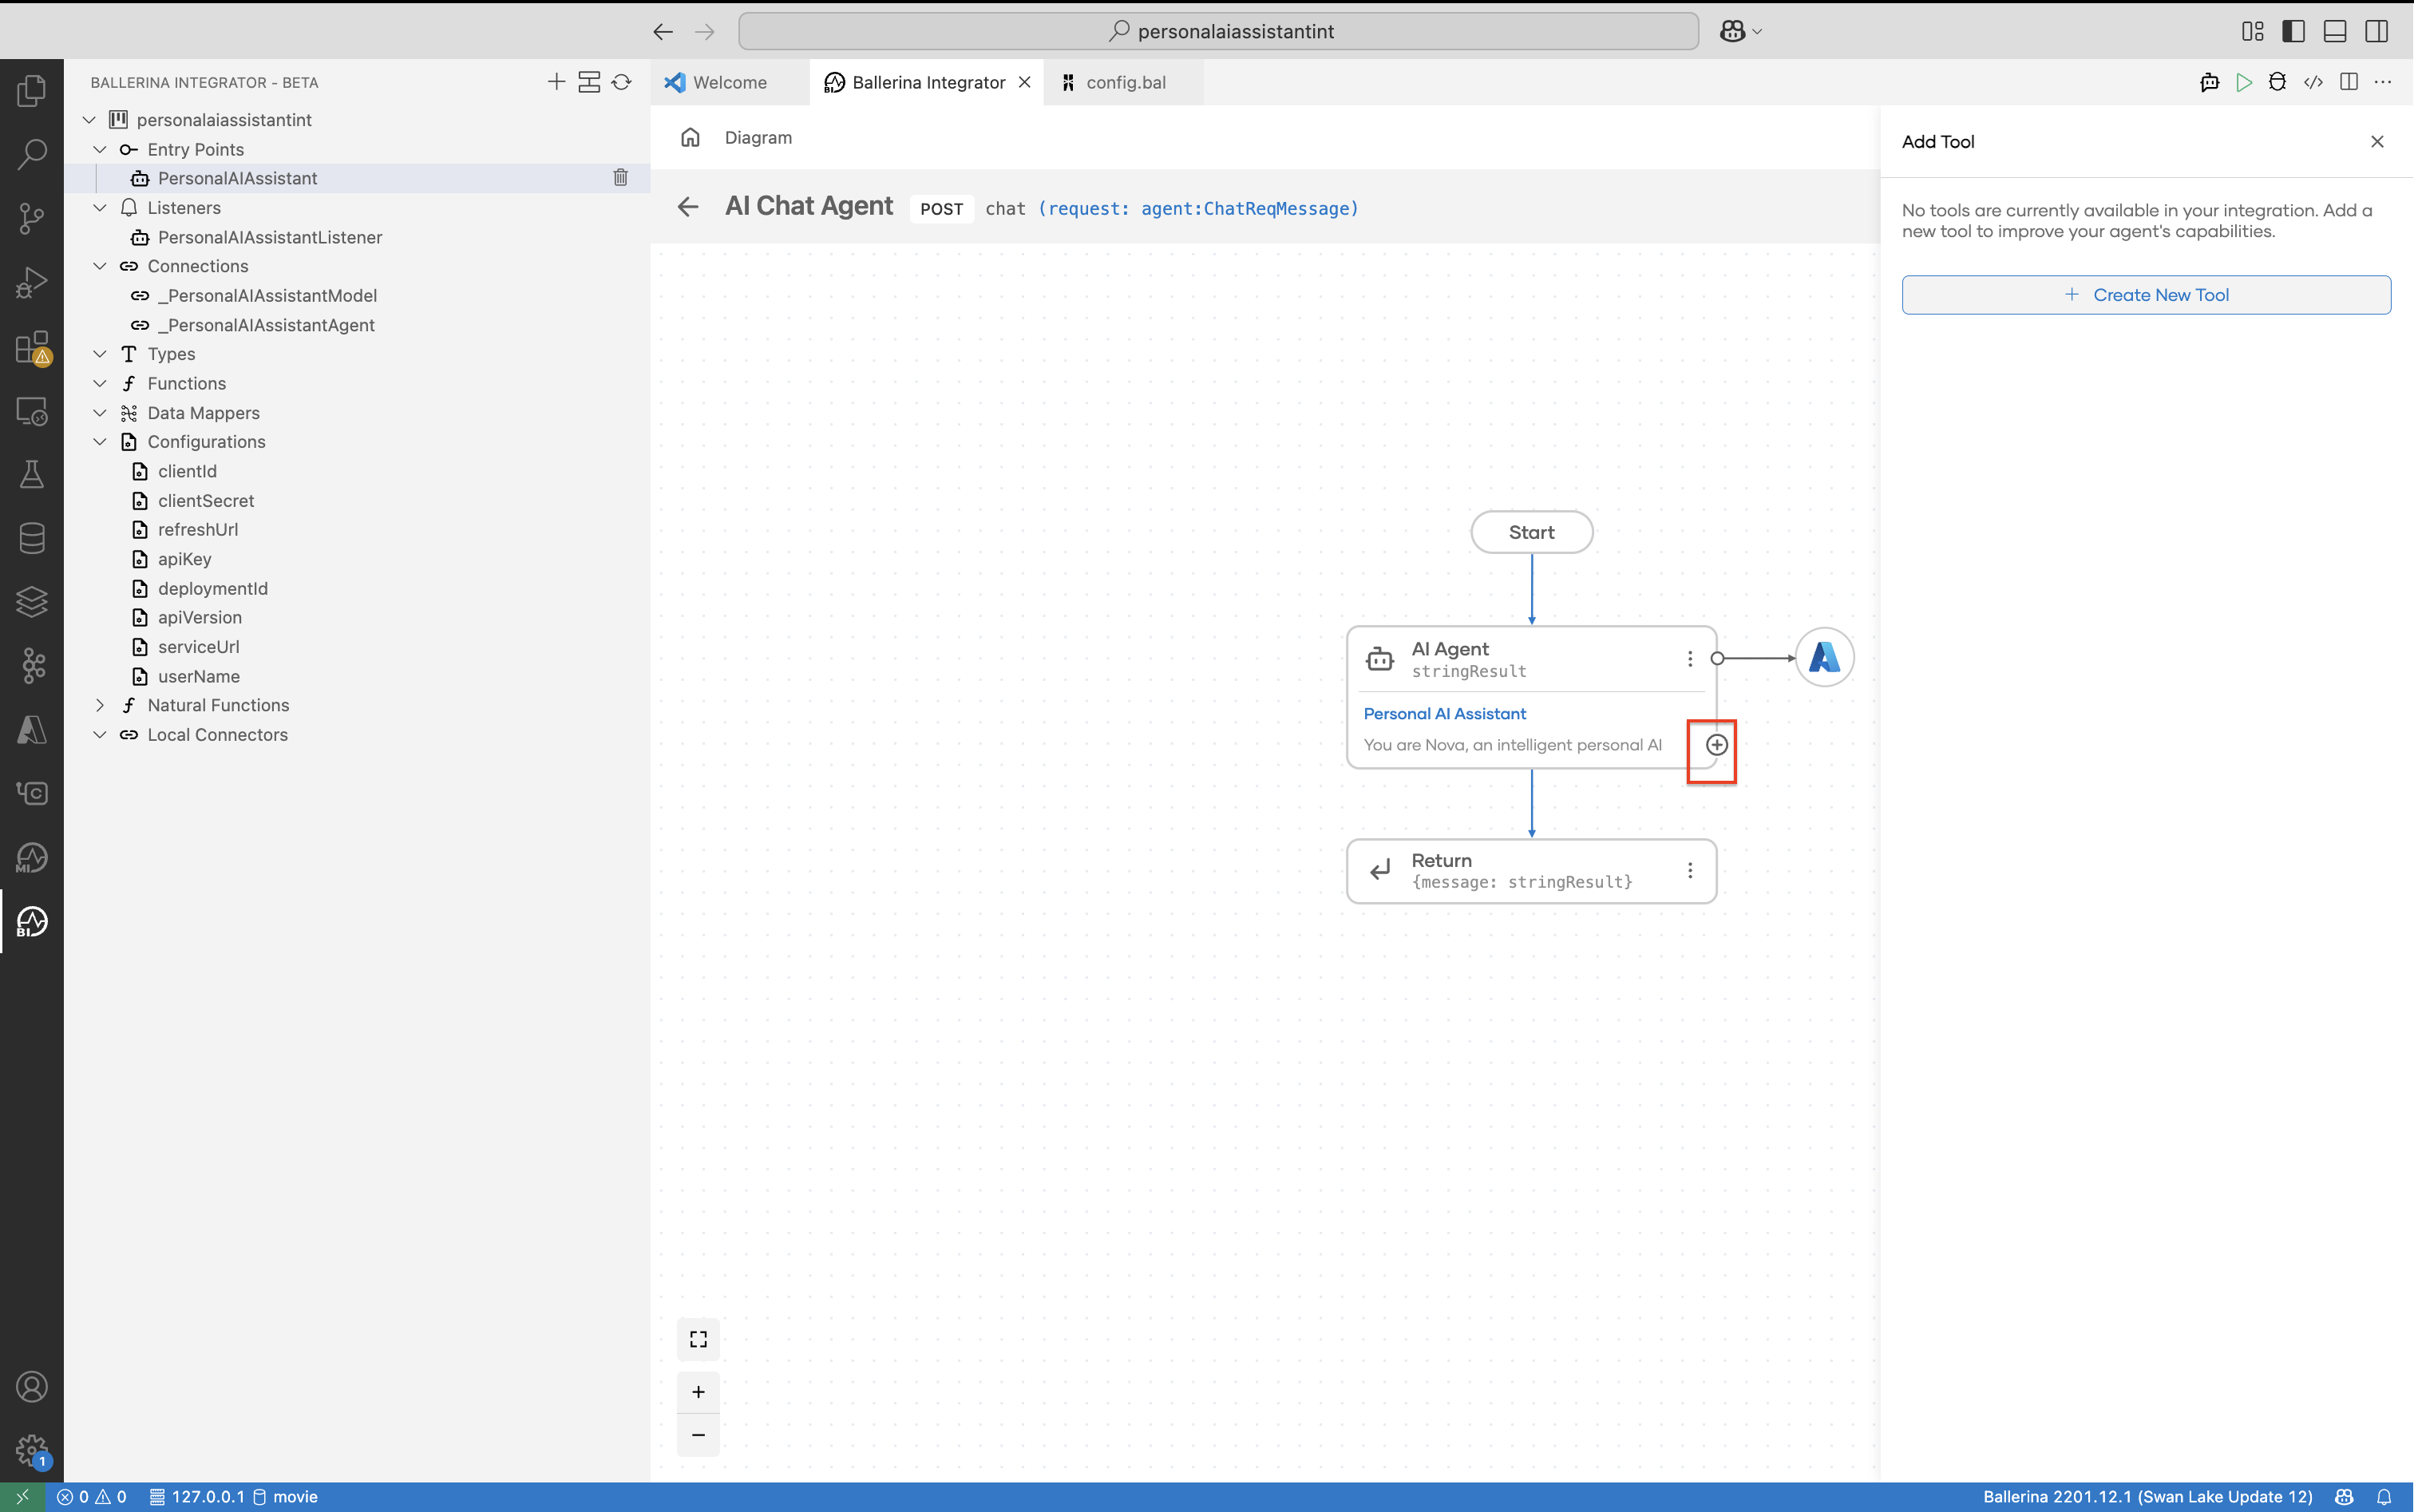 personalaiassistantint
BALLERINA INTEGRATOR - BETA
personalaiassistantint
Entry Points
PersonalAIAssistant
Listeners
PersonalAIAssistantListener
Connections
_PersonalAIAssistantModel
_PersonalAIAssistantAgent
Types
Functions
Data Mappers
Configurations
clientId
clientSecret
refreshUrl
apiKey
deploymentId
apiVersion
serviceUrl
userName
Natural Functions
Local Connectors
Welcome
Ballerina Integrator
config.bal
Diagram
AI Chat Agent POST chat (request: agent:ChatReqMessage)
Start
AI Agent
stringResult
Personal AI Assistant
You are Nova, an intelligent personal AI
Return
{message: stringResult}
Add Tool
No tools are currently available in your integration. Add a
new tool to improve your agent's capabilities.
+ Create New Tool
MI
BI
BI
1
0 0 127.0.0.1 movie
Ballerina 2201.12.1 (Swan Lake Update 12)